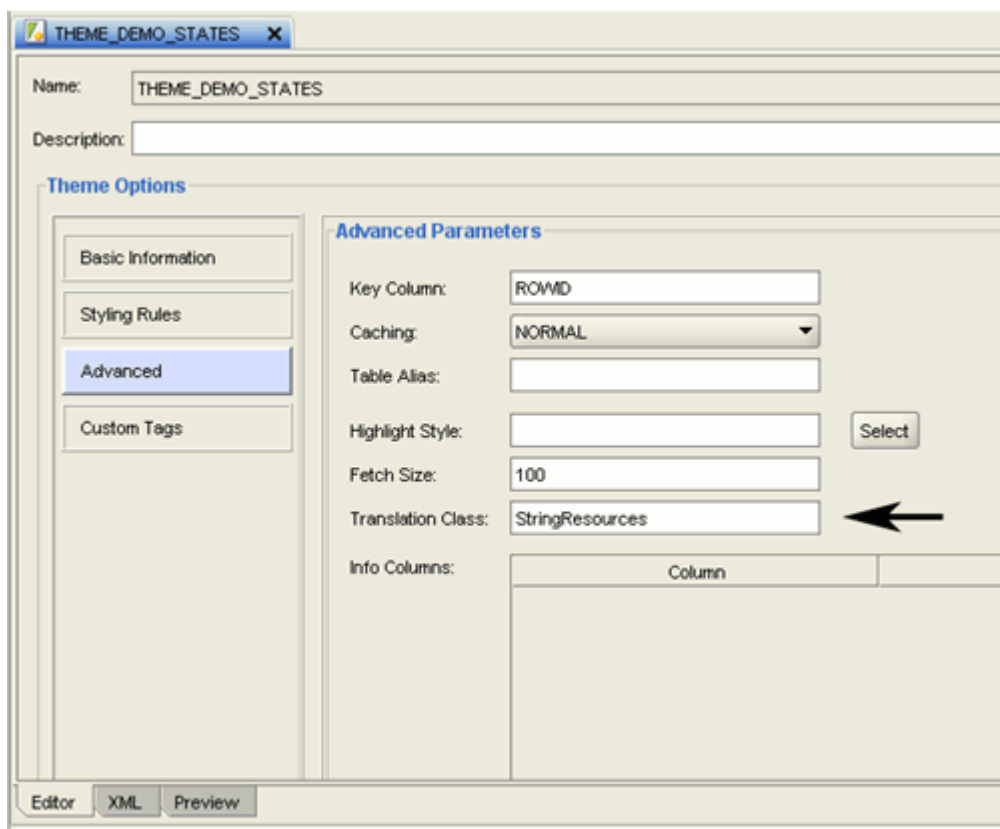 THEME_DEMO_STATES
Name: THEME_DEMO_STATES
Description:
Theme Options
Basic Information
Styling Rules
Advanced
Custom Tags
Advanced Parameters
Key Column: ROWID
Caching: NORMAL
Table Alias:
Highlight Style: Select
Fetch Size: 100
Translation Class: StringResources
Info Columns: Column
Editor XML Preview